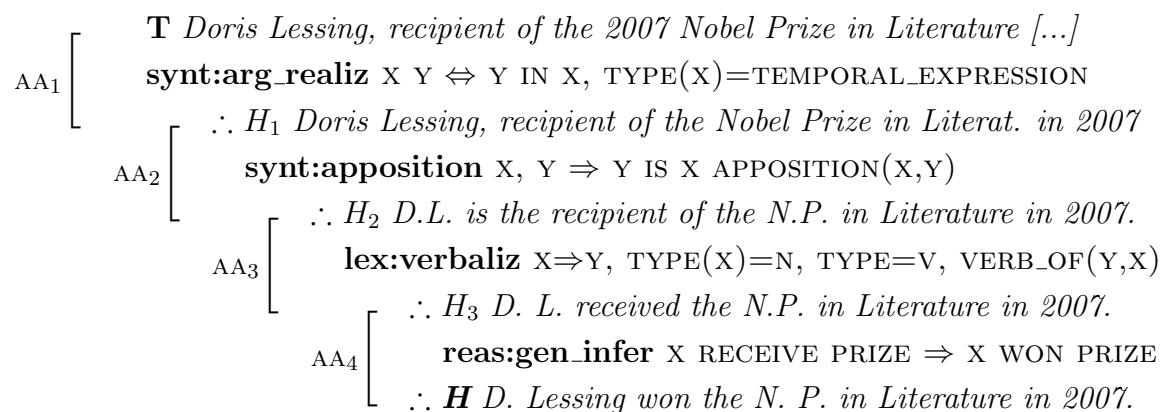 T Doris Lessing, recipient of the 2007 Nobel Prize in Literature [...]
AA1 synt:arg_realiz X Y ⇔ Y IN X, TYPE(X)=TEMPORAL_EXPRESSION
∴ H1 Doris Lessing, recipient of the Nobel Prize in Literat. in 2007
AA2 synt:apposition X, Y ⇒ Y IS X APPOSITION(X,Y)
∴ H2 D.L. is the recipient of the N.P. in Literature in 2007.
AA3 lex:verbaliz X⇒Y, TYPE(X)=N, TYPE=V, VERB_OF(Y,X)
∴ H3 D. L. received the N.P. in Literature in 2007.
AA4 reas:gen_infer X RECEIVE PRIZE ⇒ X WON PRIZE
∴ H D. Lessing won the N. P. in Literature in 2007.